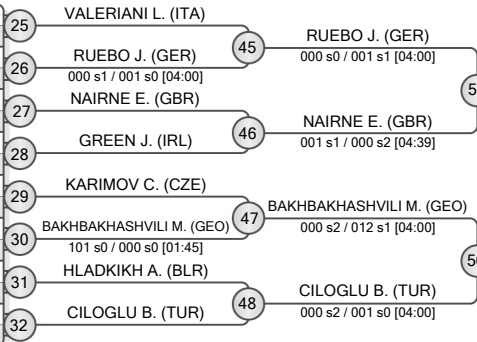 25
VALERIANI L. (ITA)
26
RUEBO J. (GER)
000 s1 / 001 s0 [04:00]
45
RUEBO J. (GER)
000 s0 / 001 s1 [04:00]
27
NAIRNE E. (GBR)
28
GREEN J. (IRL)
46
NAIRNE E. (GBR)
001 s1 / 000 s2 [04:39]
29
KARIMOV C. (CZE)
30
BAKHBAKHASHVILI M. (GEO)
101 s0 / 000 s0 [01:45]
47
BAKHBAKHASHVILI M. (GEO)
000 s2 / 012 s1 [04:00]
31
HLADKIKH A. (BLR)
32
CILOGLU B. (TUR)
48
CILOGLU B. (TUR)
000 s2 / 001 s0 [04:00]